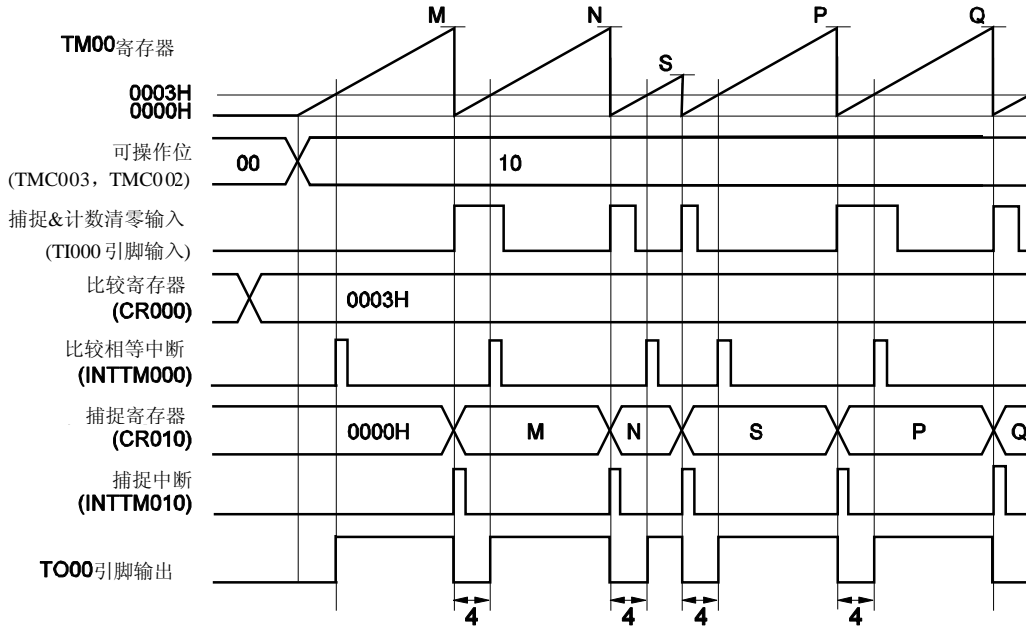 M N S P Q
TM00寄存器
0003H
0000H
可操作位
(TMC003，TMC002)
00 10
捕捉&计数清零输入
(TI000引脚输入)
比较寄存器
(CR000)
0003H
比较相等中断
(INTTM000)
捕捉寄存器
(CR010)
0000H M N S P Q
捕捉中断
(INTTM010)
TO00引脚输出
4 4 4 4